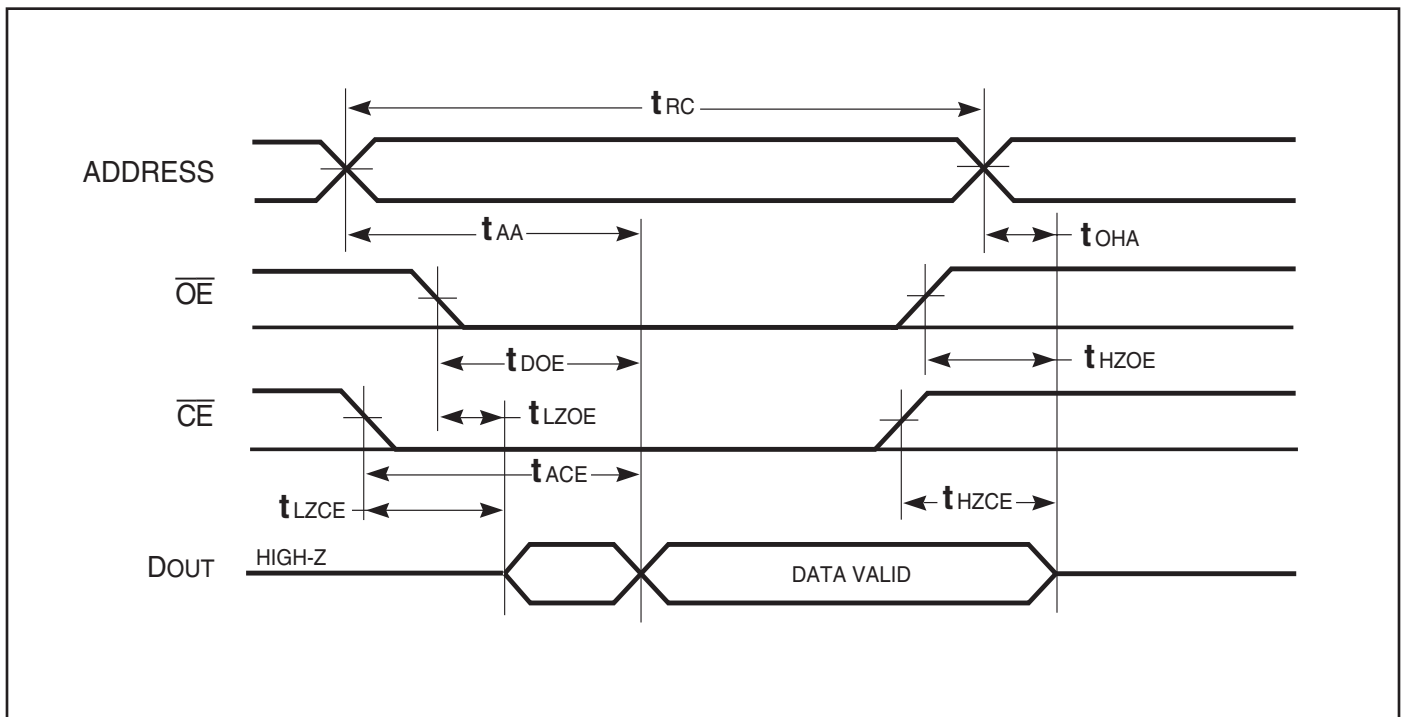 tRC
ADDRESS
tAA
tOHA
OE
tDOE
tHZOE
CE
tLZOE
tACE
tLZCE
tHZCE
DOUT
HIGH-Z
DATA VALID